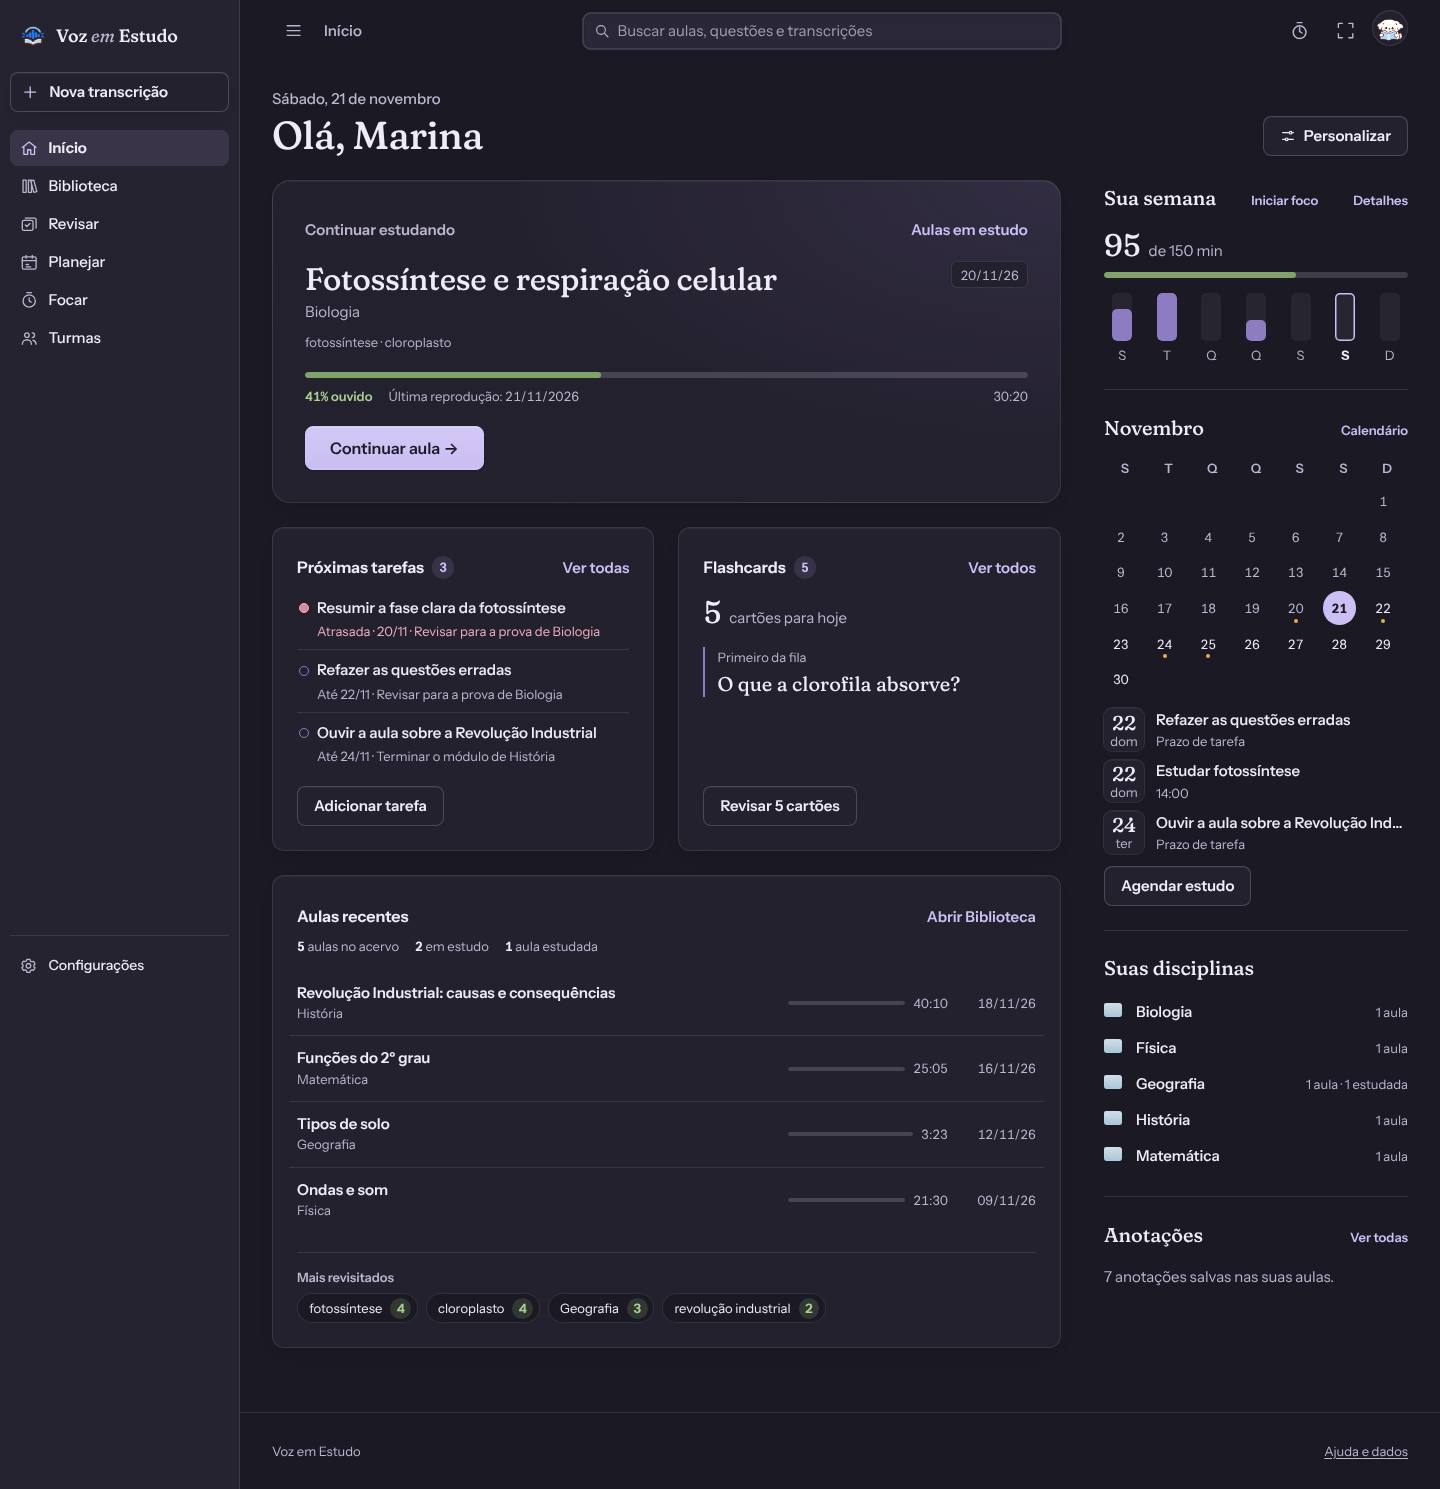 Voz em Estudo
Nova transcrição
Início
Biblioteca
Revisar
Planejar
Focar
Turmas
Configurações
Início
Buscar aulas, questões e transcrições
Sábado, 21 de novembro
Olá, Marina
Personalizar
Continuar estudando
Aulas em estudo
Fotossíntese e respiração celular
20/11/26
Biologia
fotossíntese · cloroplasto
41% ouvido Última reprodução: 21/11/2026 30:20
Continuar aula →
Próximas tarefas 3 Ver todas
Resumir a fase clara da fotossíntese
Atrasada · 20/11 · Revisar para a prova de Biologia
Refazer as questões erradas
Até 22/11 · Revisar para a prova de Biologia
Ouvir a aula sobre a Revolução Industrial
Até 24/11 · Terminar o módulo de História
Adicionar tarefa
Flashcards 5 Ver todos
5 cartões para hoje
Primeiro da fila
O que a clorofila absorve?
Revisar 5 cartões
Aulas recentes Abrir Biblioteca
5 aulas no acervo 2 em estudo 1 aula estudada
Revolução Industrial: causas e consequências
História
40:10 18/11/26
Funções do 2º grau
Matemática
25:05 16/11/26
Tipos de solo
Geografia
3:23 12/11/26
Ondas e som
Física
21:30 09/11/26
Mais revisitados
fotossíntese 4 cloroplasto 4 Geografia 3 revolução industrial 2
Sua semana Iniciar foco Detalhes
95 de 150 min
S T Q Q S S D
Novembro Calendário
S T Q Q S S D
1
2 3 4 5 6 7 8
9 10 11 12 13 14 15
16 17 18 19 20 21 22
23 24 25 26 27 28 29
30
22 dom
Refazer as questões erradas
Prazo de tarefa
22 dom
Estudar fotossíntese
14:00
24 ter
Ouvir a aula sobre a Revolução Ind...
Prazo de tarefa
Agendar estudo
Suas disciplinas
Biologia 1 aula
Física 1 aula
Geografia 1 aula · 1 estudada
História 1 aula
Matemática 1 aula
Anotações Ver todas
7 anotações salvas nas suas aulas.
Voz em Estudo
Ajuda e dados